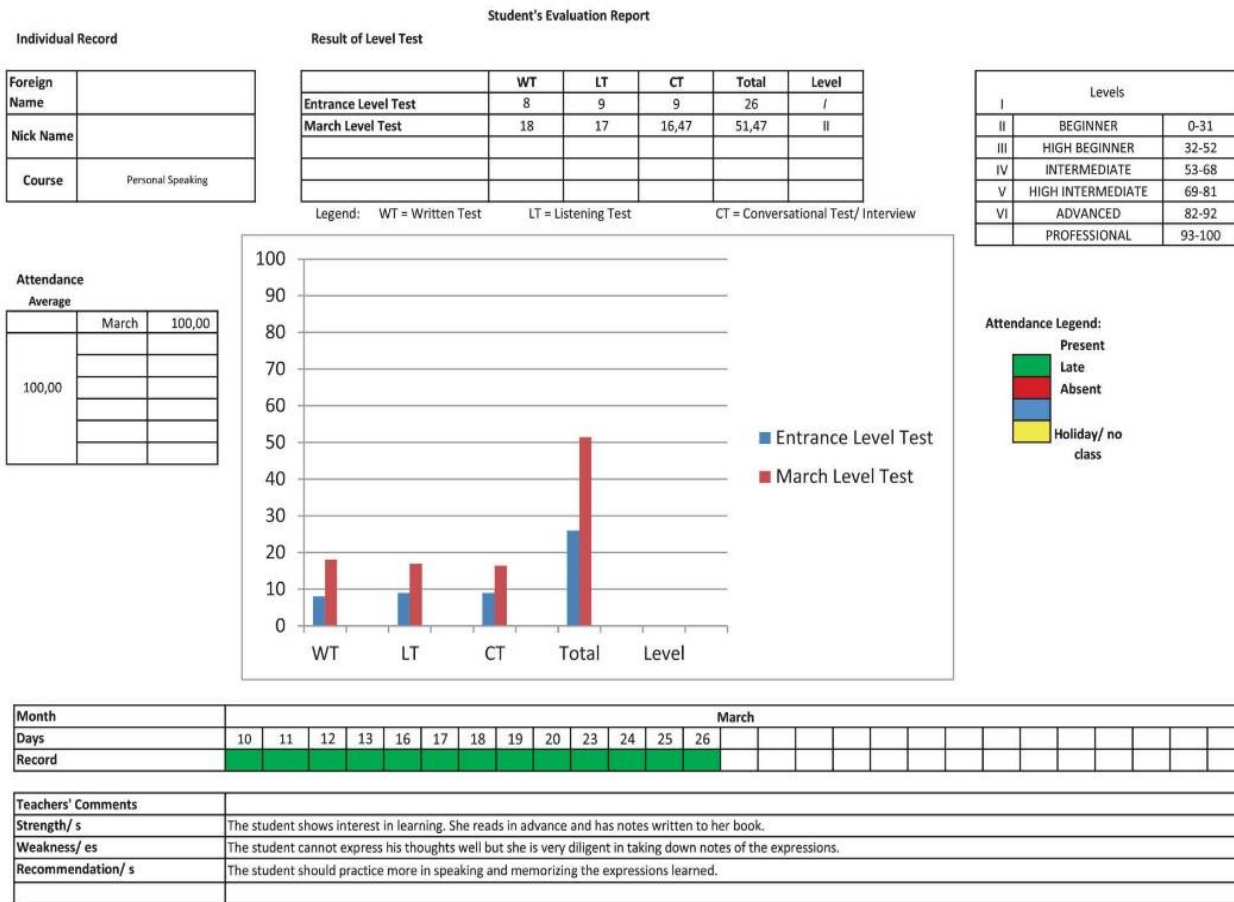 Student's Evaluation Report
Individual Record
Result of Level Test
Foreign Name
Nick Name
Course Personal Speaking
WT LT CT Total Level
Entrance Level Test 8 9 9 26 I
March Level Test 18 17 16,47 51,47 II
Legend: WT = Written Test LT = Listening Test CT = Conversational Test/ Interview
I Levels
II BEGINNER 0-31
III HIGH BEGINNER 32-52
IV INTERMEDIATE 53-68
V HIGH INTERMEDIATE 69-81
VI ADVANCED 82-92
PROFESSIONAL 93-100
Attendance
Average
March 100,00
100,00
100
90
80
70
60
50
40
30
20
10
0
WT LT CT Total Level
Entrance Level Test
March Level Test
Attendance Legend:
Present
Late
Absent
Holiday/ no
class
Month March
Days 10 11 12 13 16 17 18 19 20 23 24 25 26
Record
Teachers' Comments
Strength/ s The student shows interest in learning. She reads in advance and has notes written to her book.
Weakness/ es The student cannot express his thoughts well but she is very diligent in taking down notes of the expressions.
Recommendation/ s The student should practice more in speaking and memorizing the expressions learned.